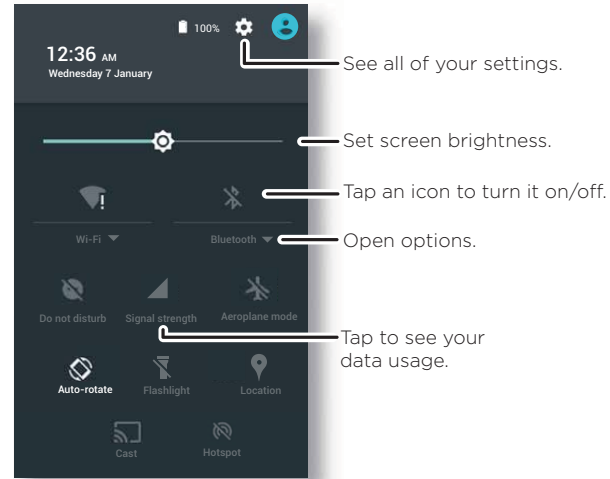 100%
12:36 AM
Wednesday 7 January
See all of your settings.
Set screen brightness.
Tap an icon to turn it on/off.
Wi-Fi
Bluetooth
Open options.
Do not disturb
Signal strength
Aeroplane mode
Tap to see your
data usage.
Auto-rotate
Flashlight
Location
Cast
Hotspot